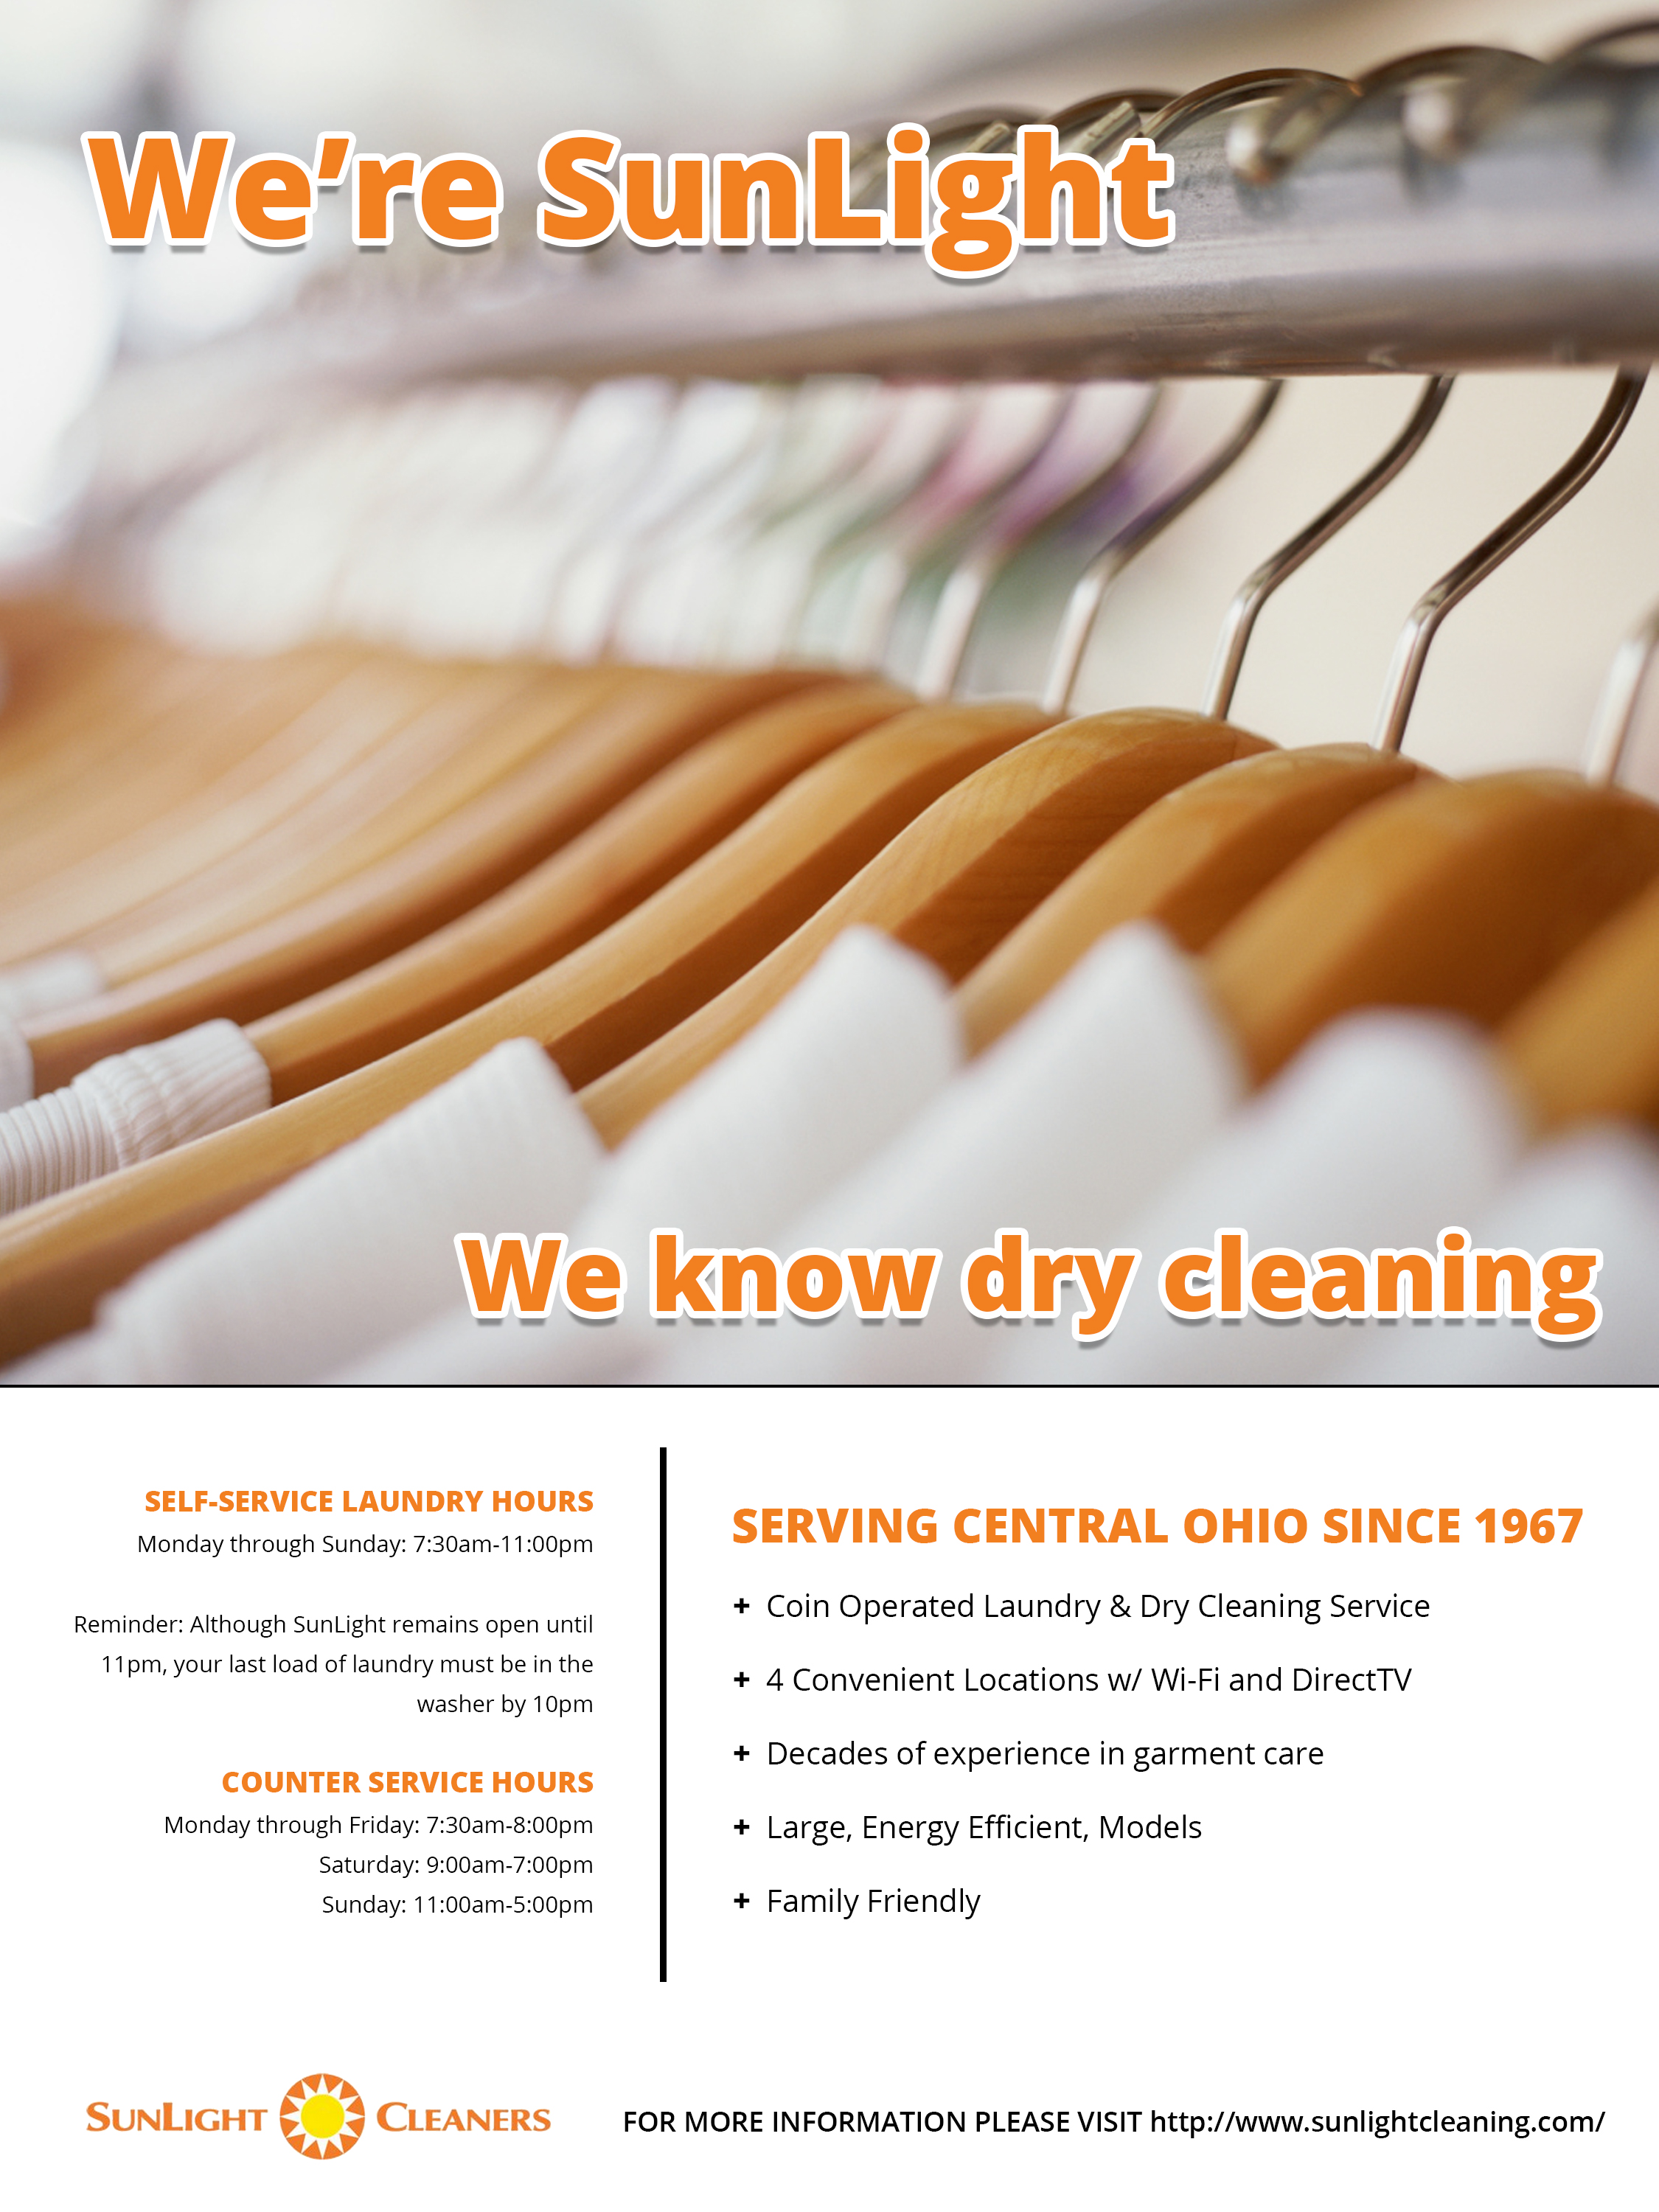 We're SunLight
We know dry cleaning
SELF-SERVICE LAUNDRY HOURS
Monday through Sunday: 7:30am-11:00pm
Reminder: Although SunLight remains open until
11pm, your last load of laundry must be in the
washer by 10pm
COUNTER SERVICE HOURS
Monday through Friday: 7:30am-8:00pm
Saturday: 9:00am-7:00pm
Sunday: 11:00am-5:00pm
SERVING CENTRAL OHIO SINCE 1967
+ Coin Operated Laundry & Dry Cleaning Service
+ 4 Convenient Locations w/ Wi-Fi and DirectTV
+ Decades of experience in garment care
+ Large, Energy Efficient, Models
+ Family Friendly
SUNLIGHT CLEANERS
FOR MORE INFORMATION PLEASE VISIT http://www.sunlightcleaning.com/